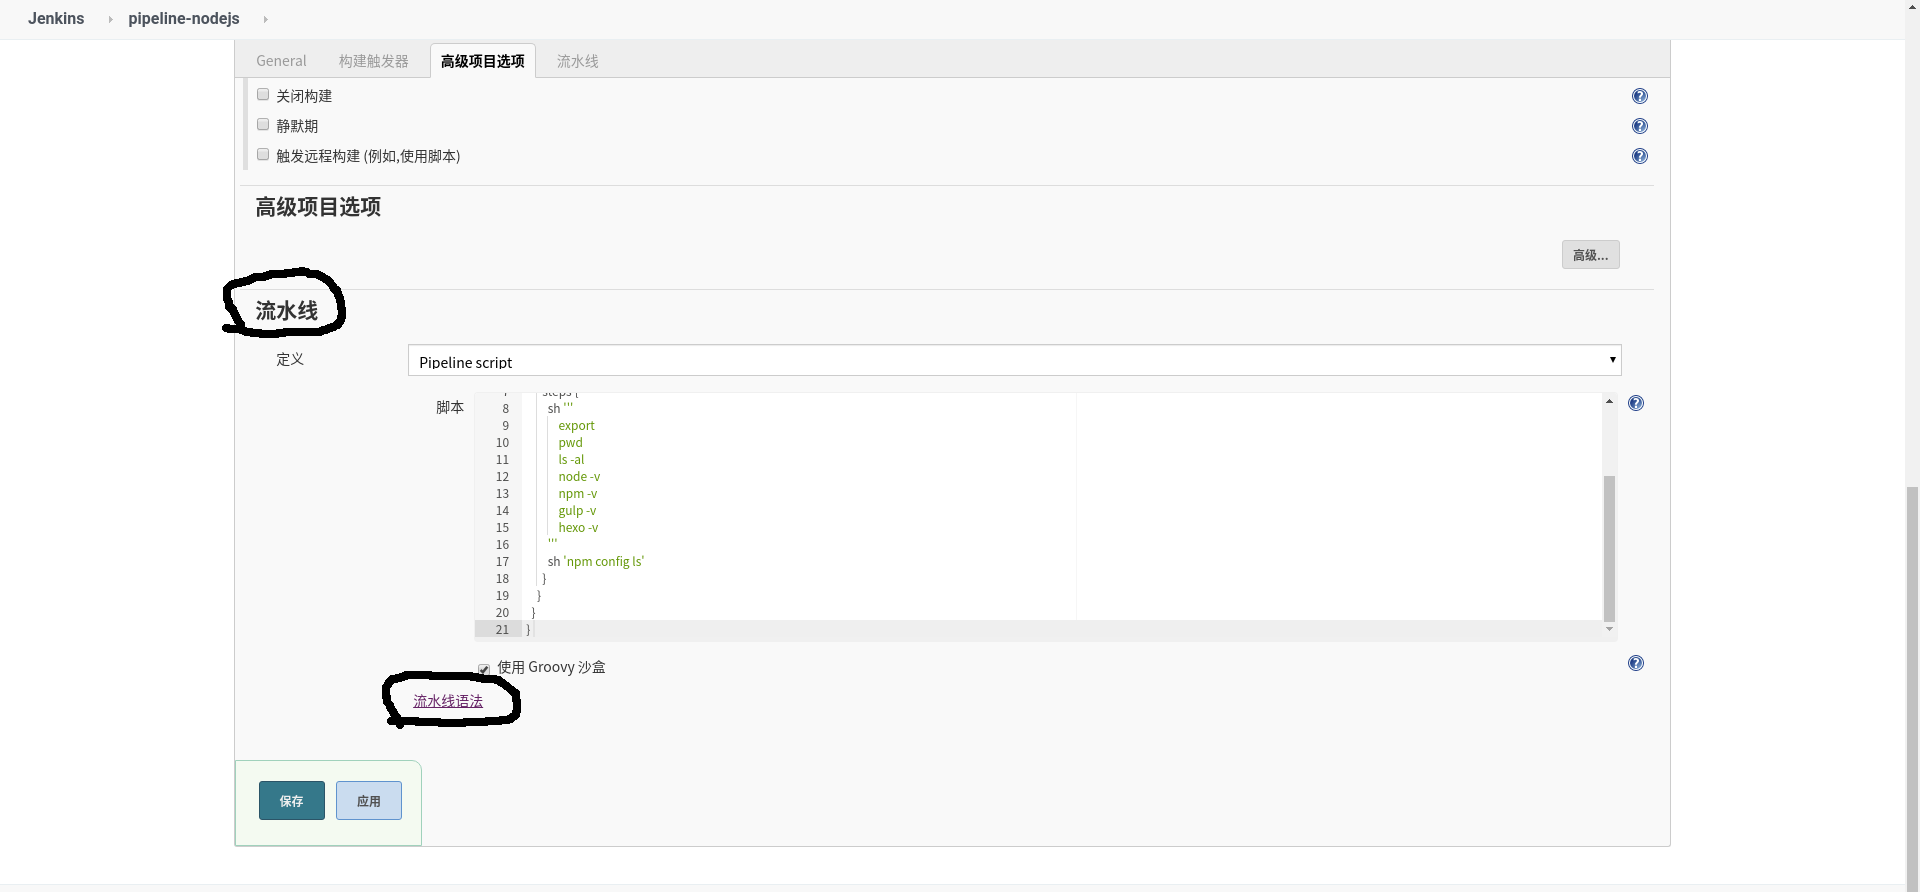 Jenkins pipeline-nodejs
General 构建触发器 高级项目选项 流水线
关闭构建
静默期
触发远程构建 (例如,使用脚本)
高级项目选项
高级...
流水线
定义 Pipeline script
脚本
7 steps {
8 sh '''
9 export
10 pwd
11 ls -al
12 node -v
13 npm -v
14 gulp -v
15 hexo -v
16 '''
17 sh 'npm config ls'
18 }
19 }
20 }
21 }
使用 Groovy 沙盒
流水线语法
保存 应用